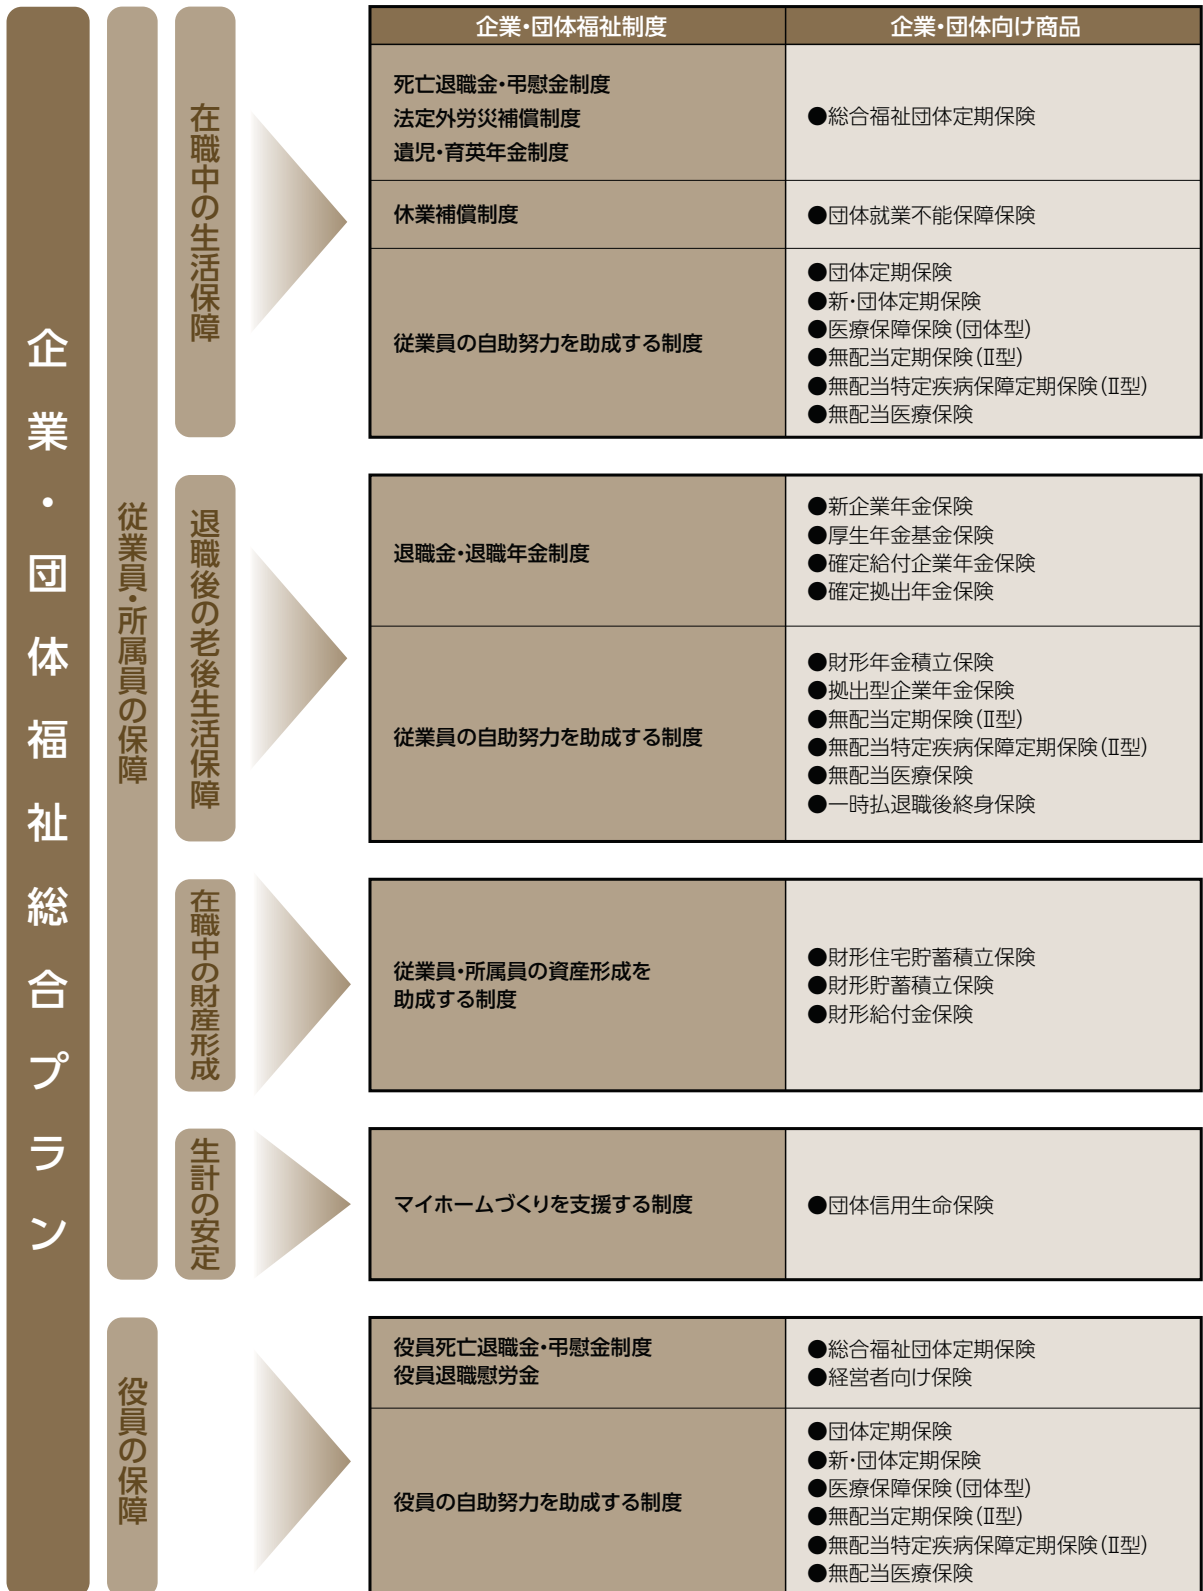 企業・団体福祉総合プラン
従業員・所属員の保障
在職中の生活保障
企業・団体福祉制度
企業・団体向け商品
死亡退職金・弔慰金制度
法定外労災補償制度
遺児・育英年金制度
●総合福祉団体定期保険
休業補償制度
●団体就業不能保障保険
従業員の自助努力を助成する制度
●団体定期保険
●新・団体定期保険
●医療保障保険(団体型)
●無配当定期保険(Ⅱ型)
●無配当特定疾病保障定期保険(Ⅱ型)
●無配当医療保険
退職後の老後生活保障
退職金・退職年金制度
●新企業年金保険
●厚生年金基金保険
●確定給付企業年金保険
●確定拠出年金保険
従業員の自助努力を助成する制度
●財形年金積立保険
●拠出型企業年金保険
●無配当定期保険(Ⅱ型)
●無配当特定疾病保障定期保険(Ⅱ型)
●無配当医療保険
●一時払退職後終身保険
在職中の財産形成
従業員・所属員の資産形成を
助成する制度
●財形住宅貯蓄積立保険
●財形貯蓄積立保険
●財形給付金保険
生計の安定
マイホームづくりを支援する制度
●団体信用生命保険
役員の保障
役員死亡退職金・弔慰金制度
役員退職慰労金
●総合福祉団体定期保険
●経営者向け保険
役員の自助努力を助成する制度
●団体定期保険
●新・団体定期保険
●医療保障保険(団体型)
●無配当定期保険(Ⅱ型)
●無配当特定疾病保障定期保険(Ⅱ型)
●無配当医療保険